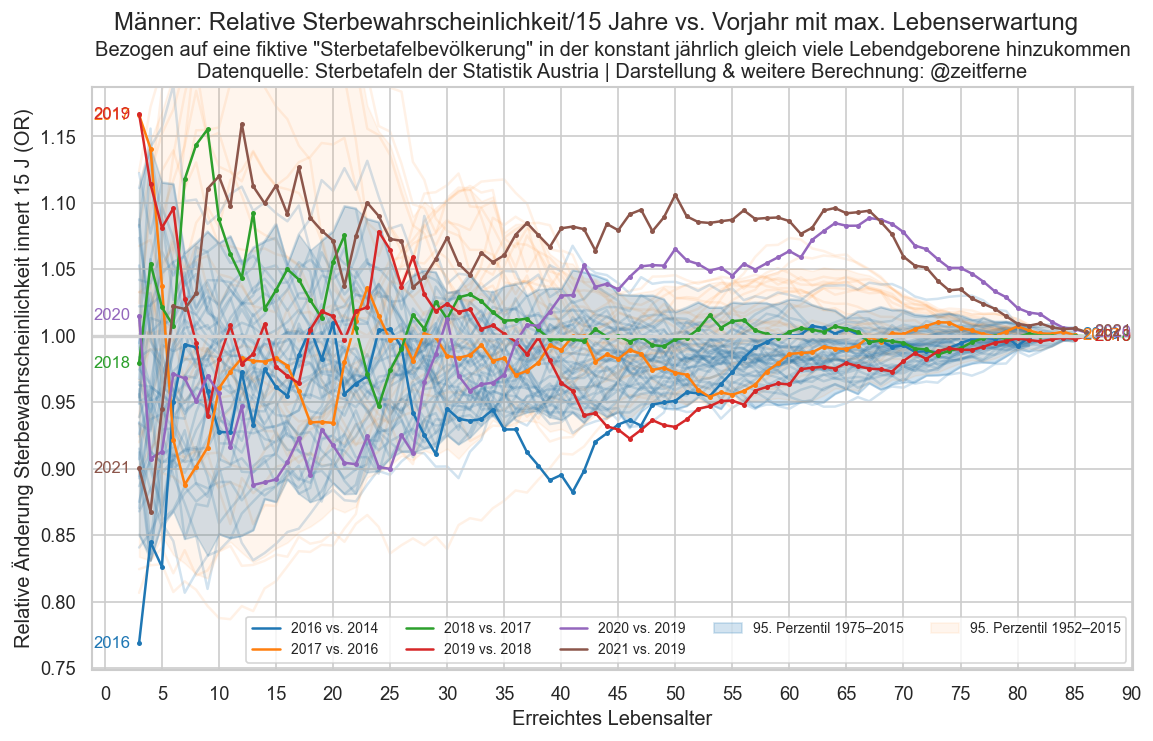 Männer: Relative Sterbewahrscheinlichkeit/15 Jahre vs. Vorjahr mit max. Lebenserwartung
Bezogen auf eine fiktive "Sterbetafelbevölkerung" in der konstant jährlich gleich viele Lebendgeborene hinzukommen
Datenquelle: Sterbetafeln der Statistik Austria | Darstellung & weitere Berechnung: @zeitferne
Relative Änderung Sterbewahrscheinlichkeit innert 15 J (OR)
1.15
1.10
1.05
1.00
0.95
0.90
0.85
0.80
0.75
2019
2020
2018
2021
2016
2021
2016 vs. 2014
2017 vs. 2016
2018 vs. 2017
2019 vs. 2018
2020 vs. 2019
2021 vs. 2019
95. Perzentil 1975–2015
95. Perzentil 1952–2015
0 5 10 15 20 25 30 35 40 45 50 55 60 65 70 75 80 85 90
Erreichtes Lebensalter